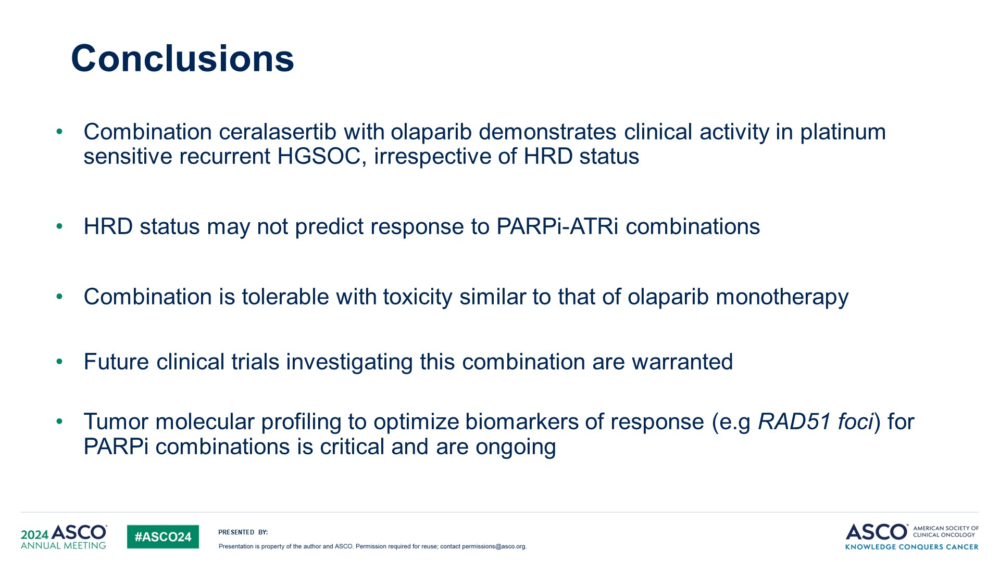 Conclusions
• Combination ceralasertib with olaparib demonstrates clinical activity in platinum
sensitive recurrent HGSOC, irrespective of HRD status
• HRD status may not predict response to PARPi-ATRi combinations
• Combination is tolerable with toxicity similar to that of olaparib monotherapy
• Future clinical trials investigating this combination are warranted
• Tumor molecular profiling to optimize biomarkers of response (e.g RAD51 foci) for
PARPi combinations is critical and are ongoing
2024 ASCO®
ANNUAL MEETING
#ASCO24
PRESENTED BY:
Presentation is property of the author and ASCO. Permission required for reuse; contact permissions@asco.org.
ASCO® AMERICAN SOCIETY OF
CLINICAL ONCOLOGY
KNOWLEDGE CONQUERS CANCER